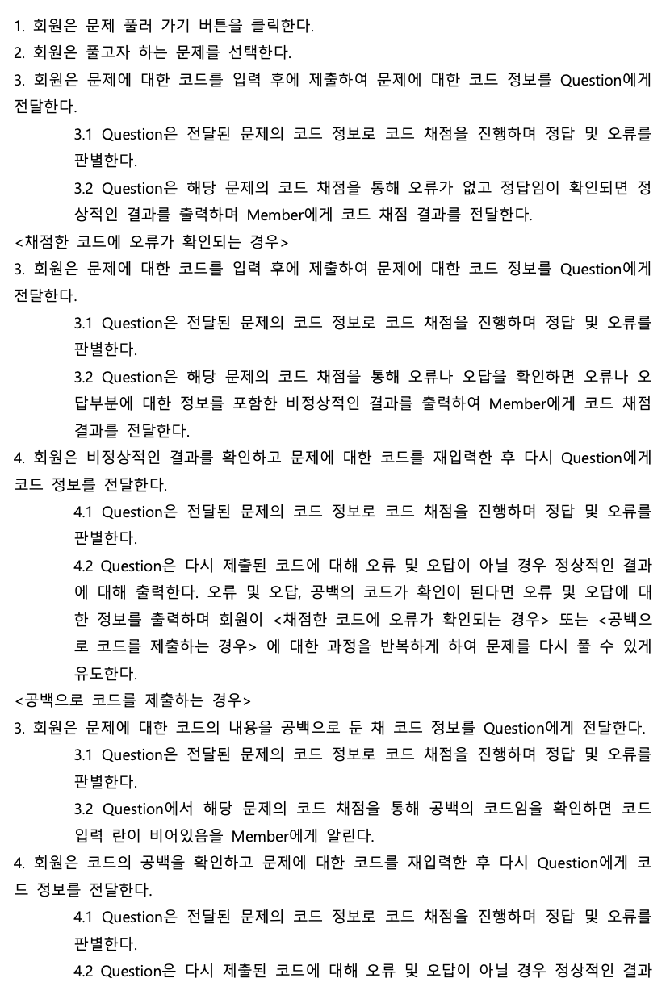 1. 회원은 문제 풀러 가기 버튼을 클릭한다.
2. 회원은 풀고자 하는 문제를 선택한다.
3. 회원은 문제에 대한 코드를 입력 후에 제출하여 문제에 대한 코드 정보를 Question에게
전달한다.
3.1 Question은 전달된 문제의 코드 정보로 코드 채점을 진행하며 정답 및 오류를
판별한다.
3.2 Question은 해당 문제의 코드 채점을 통해 오류가 없고 정답임이 확인되면 정
상적인 결과를 출력하며 Member에게 코드 채점 결과를 전달한다.
<채점한 코드에 오류가 확인되는 경우>
3. 회원은 문제에 대한 코드를 입력 후에 제출하여 문제에 대한 코드 정보를 Question에게
전달한다.
3.1 Question은 전달된 문제의 코드 정보로 코드 채점을 진행하며 정답 및 오류를
판별한다.
3.2 Question은 해당 문제의 코드 채점을 통해 오류나 오답을 확인하면 오류나 오
답부분에 대한 정보를 포함한 비정상적인 결과를 출력하여 Member에게 코드 채점
결과를 전달한다.
4. 회원은 비정상적인 결과를 확인하고 문제에 대한 코드를 재입력한 후 다시 Question에게
코드 정보를 전달한다.
4.1 Question은 전달된 문제의 코드 정보로 코드 채점을 진행하며 정답 및 오류를
판별한다.
4.2 Question은 다시 제출된 코드에 대해 오류 및 오답이 아닐 경우 정상적인 결과
에 대해 출력한다. 오류 및 오답, 공백의 코드가 확인이 된다면 오류 및 오답에 대
한 정보를 출력하며 회원이 <채점한 코드에 오류가 확인되는 경우> 또는 <공백으
로 코드를 제출하는 경우> 에 대한 과정을 반복하게 하여 문제를 다시 풀 수 있게
유도한다.
<공백으로 코드를 제출하는 경우>
3. 회원은 문제에 대한 코드의 내용을 공백으로 둔 채 코드 정보를 Question에게 전달한다.
3.1 Question은 전달된 문제의 코드 정보로 코드 채점을 진행하며 정답 및 오류를
판별한다.
3.2 Question에서 해당 문제의 코드 채점을 통해 공백의 코드임을 확인하면 코드
입력 란이 비어있음을 Member에게 알린다.
4. 회원은 코드의 공백을 확인하고 문제에 대한 코드를 재입력한 후 다시 Question에게 코
드 정보를 전달한다.
4.1 Question은 전달된 문제의 코드 정보로 코드 채점을 진행하며 정답 및 오류를
판별한다.
4.2 Question은 다시 제출된 코드에 대해 오류 및 오답이 아닐 경우 정상적인 결과